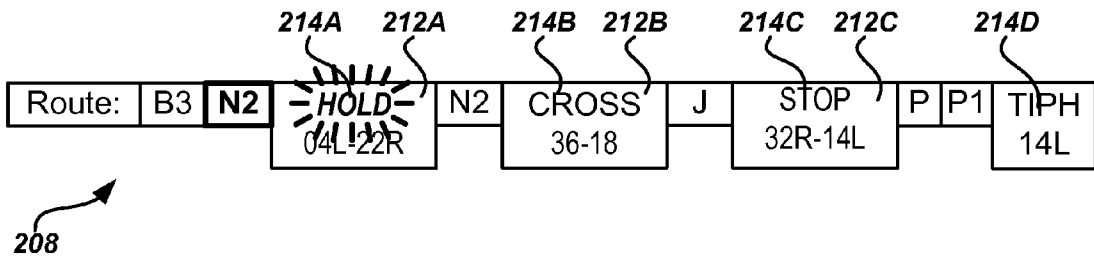 214A 212A 214B 212B 214C 212C 214D
Route: B3 N2 HOLD N2 CROSS J STOP P P1 TIPH
04L-22R 36-18 32R-14L 14L
208